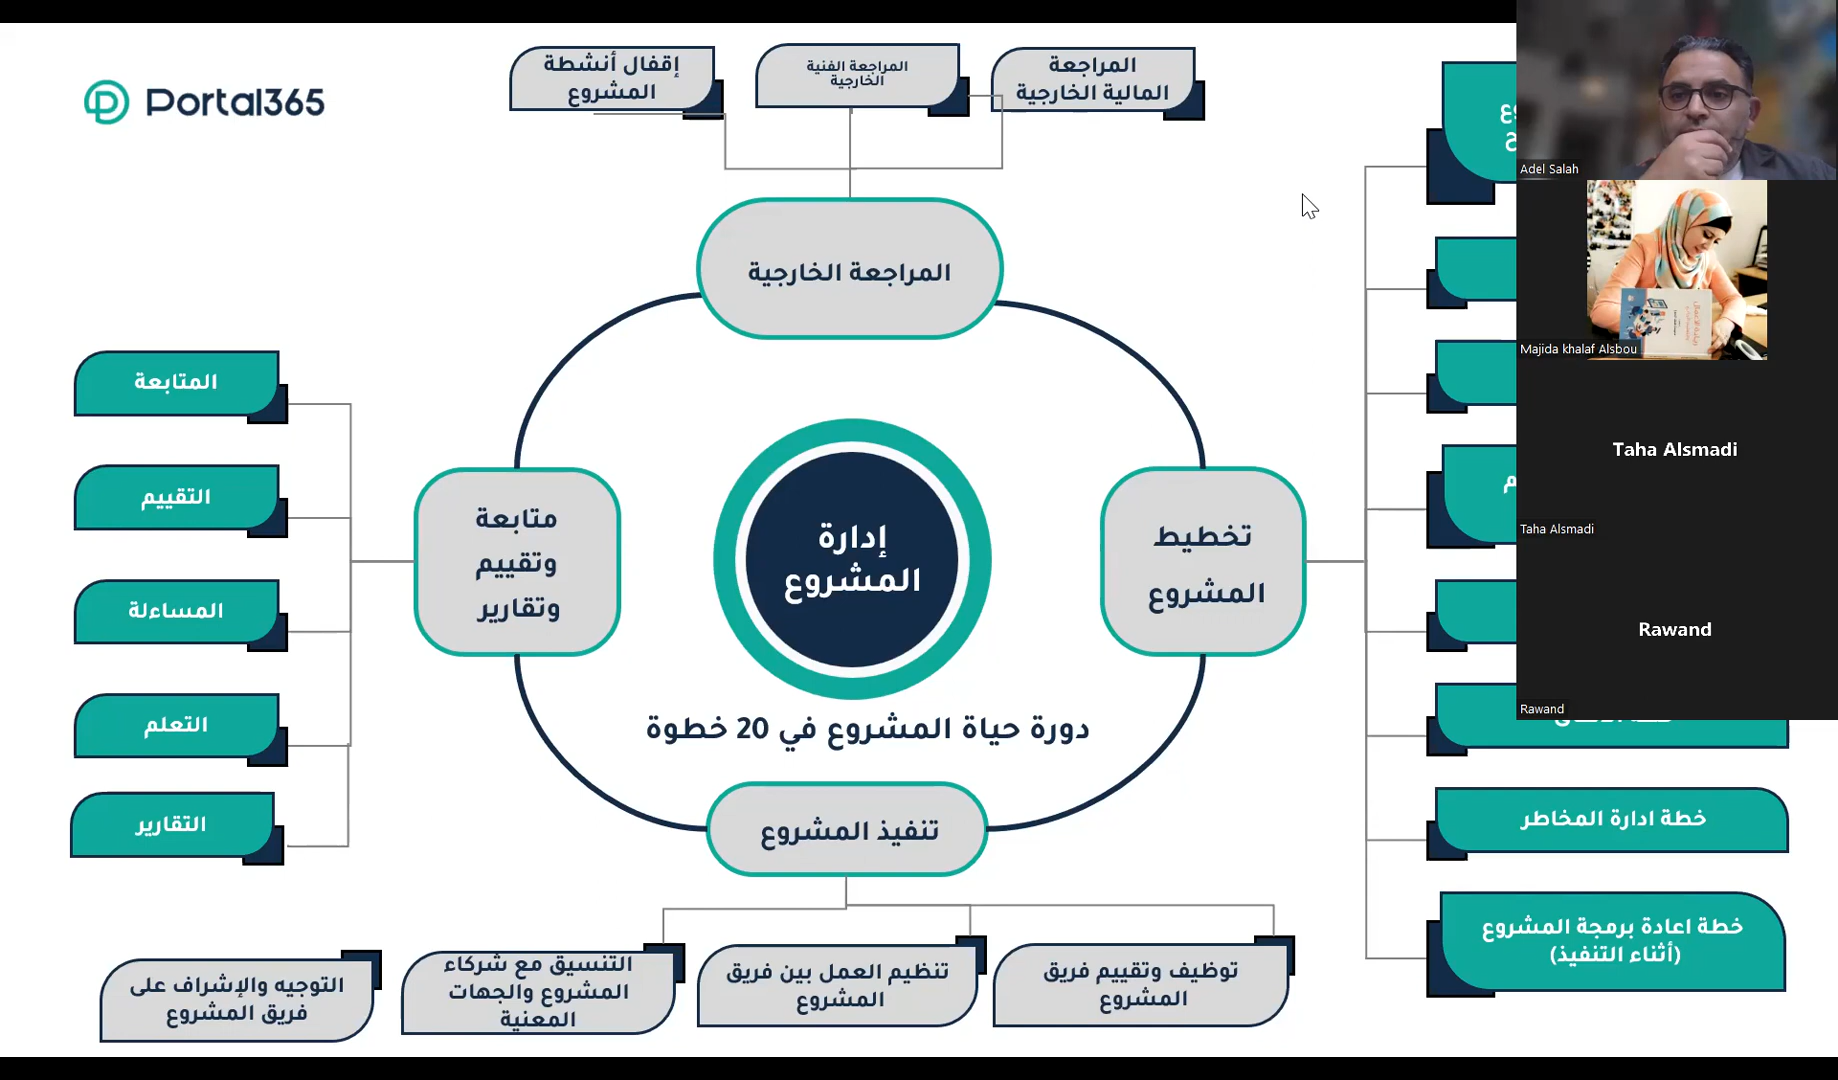 Portal365
المراجعة
المالية الخارجية
المراجعة الفنية
الخارجية
إقفال أنشطة
المشروع
المراجعة الخارجية
تخطيط
المشروع
إدارة
المشروع
دورة حياة المشروع في 20 خطوة
متابعة
وتقييم
وتقارير
المتابعة
التقييم
المساءلة
التعلم
التقارير
تنفيذ المشروع
خطة ادارة المخاطر
خطة اعادة برمجة المشروع
(أثناء التنفيذ)
توظيف وتقييم فريق
المشروع
تنظيم العمل بين فريق
المشروع
التنسيق مع شركاء
المشروع والجهات
المعنية
التوجيه والإشراف على
فريق المشروع
Adel Salah
Majida khalaf Alsbou
Taha Alsmadi
Taha Alsmadi
Rawand
Rawand